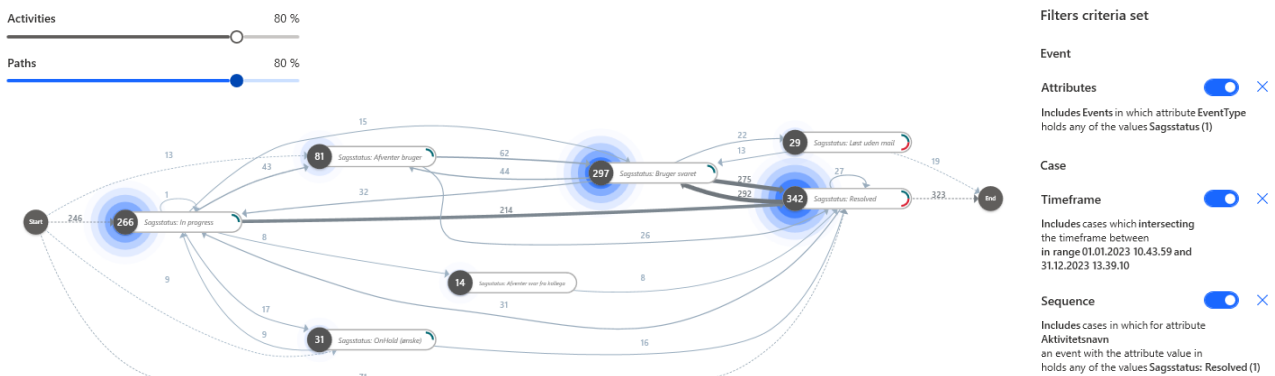 Activities 80 %
Paths 80 %
Filters criteria set
Event
Attributes
Includes Events in which attribute EventType
holds any of the values Sagsstatus (1)
Case
Timeframe
Includes cases which intersecting
the timeframe between
in range 01.01.2023 10.43.59 and
31.12.2023 13.39.10
Sequence
Includes cases in which for attribute
Aktivitetsnavn
an event with the attribute value in
holds any of the values Sagsstatus: Resolved (1)
15
13
81 Sagsstatus: Afventer bruger
62
44
43
22
29 Sagsstatus: Løst uden mail
13
19
297 Sagsstatus: Bruger svaret
275
292
27
342 Sagsstatus: Resolved
323
End
1
32
Start
246
266 Sagsstatus: In progress
214
8
26
14 Sagsstatus: Afventer svar fra kollega
8
9
31
17
9
31 Sagsstatus: OnHold (ønske)
16